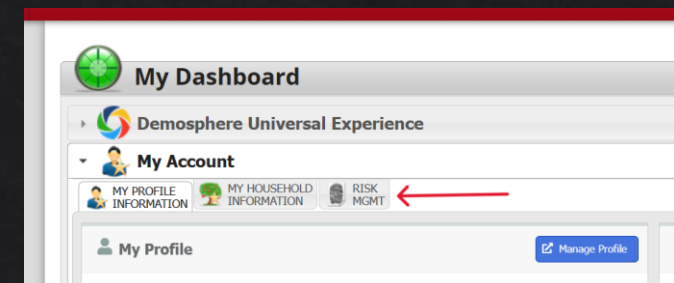 My Dashboard
Demosphere Universal Experience
My Account
MY PROFILE
INFORMATION
MY HOUSEHOLD
INFORMATION
RISK
MGMT
My Profile
Manage Profile